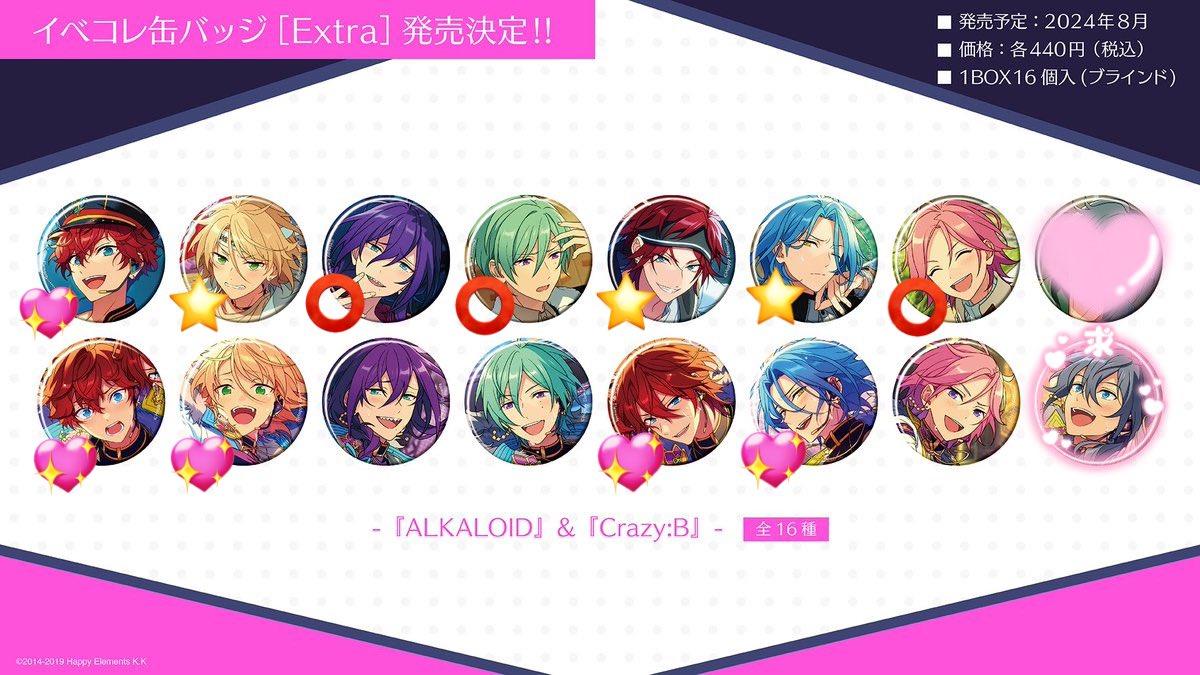 イベコレ缶バッジ［Extra］発売決定!!
■ 発売予定：2024年8月
■ 価格：各440円（税込）
■ 1BOX16個入（ブラインド）
求
-『ALKALOID』&『Crazy:B』-
全16種
©2014-2019 Happy Elements K.K